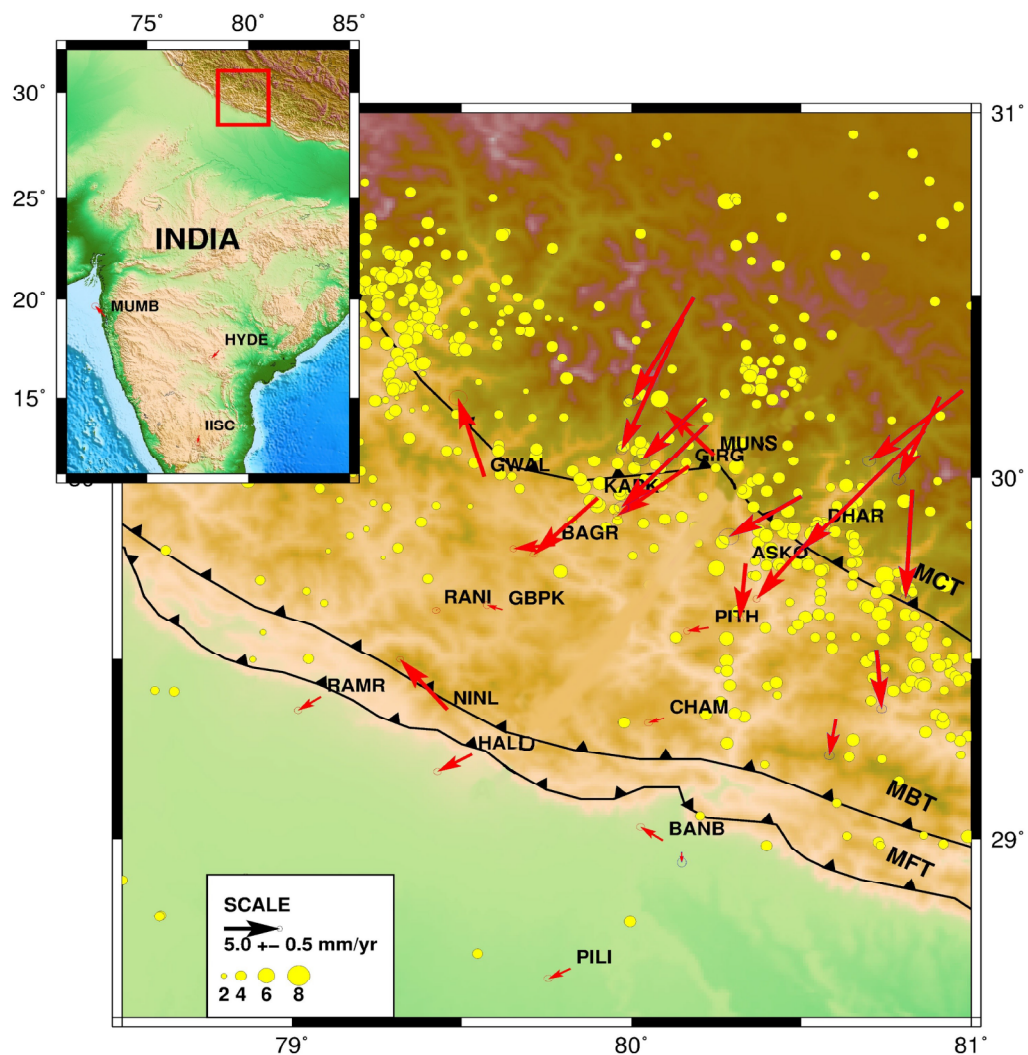 75° 80° 85°
30°
25°
20°
15°
INDIA
MUMB
HYDE
IISC
31°
30°
29°
MUNS
GIRG
GWAL
KAPK
DHAR
BAGR
ASKO
MCT
RANI
GBPK
PITH
RAMR
NINL
CHAM
HALD
MBT
BANB
MFT
PILI
SCALE
5.0 +− 0.5 mm/yr
2 4 6 8
79° 80° 81°